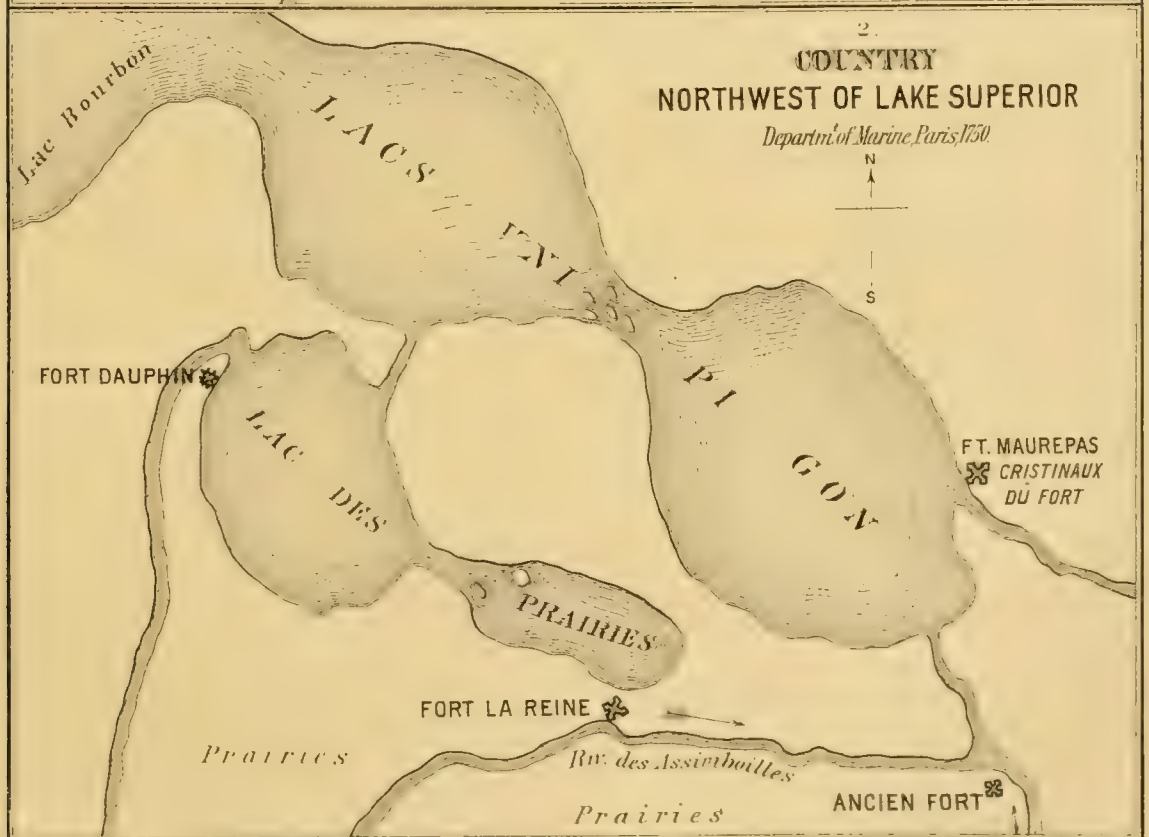 2.
COUNTRY
NORTHWEST OF LAKE SUPERIOR
Departmt. of Marine, Paris, 1750.
N
S
Lac Bourbon
LACS UNI
PI GON
FORT DAUPHIN
LAC DES
PRAIRIES
FT. MAUREPAS
CRISTINAUX
DU FORT
FORT LA REINE
Prairies
Riv. des Assiniboilles
Prairies
ANCIEN FORT